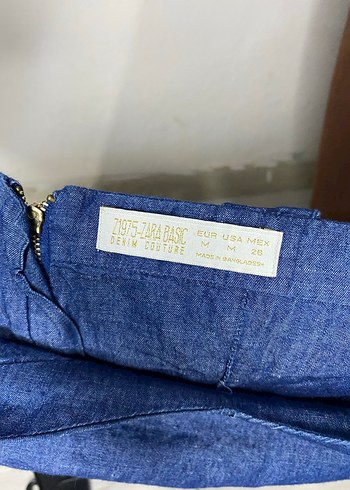 Z1975-ZARA BASIC
DENIM COUTURE
EUR USA MEX
M M 28
MADE IN BANGLADESH